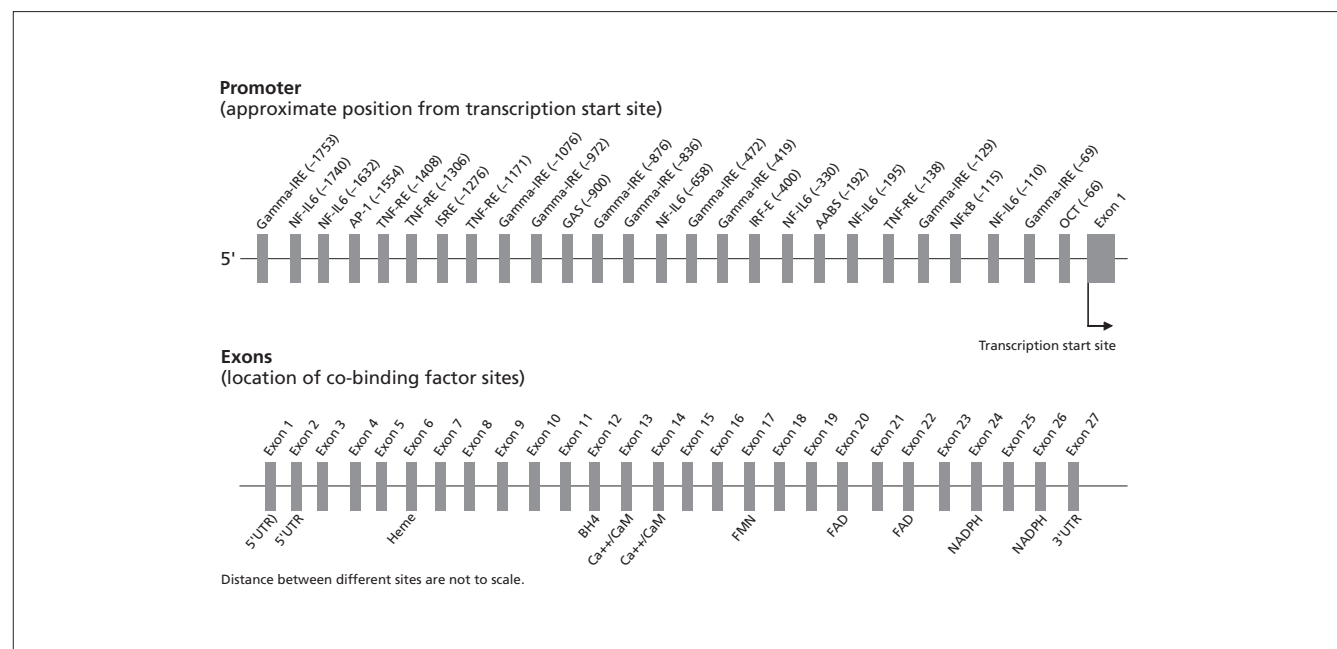 Promoter
(approximate position from transcription start site)
Gamma-IRE (–1753)
NF-IL6 (–1740)
NF-IL6 (–1632)
AP-1 (–1554)
TNF-RE (–1408)
TNF-RE (–1306)
ISRE (–1276)
TNF-RE (–1171)
Gamma-IRE (–1076)
Gamma-IRE (–972)
GAS (–900)
Gamma-IRE (–876)
Gamma-IRE (–836)
NF-IL6 (–658)
Gamma-IRE (–472)
Gamma-IRE (–419)
IRF-E (–400)
NF-IL6 (–330)
AABS (–192)
NF-IL6 (–195)
TNF-RE (–138)
Gamma-IRE (–129)
NFκB (–115)
NF-IL6 (–110)
Gamma-IRE (–69)
OCT (–66)
Exon 1
5'
Transcription start site
Exons
(location of co-binding factor sites)
Exon 1
Exon 2
Exon 3
Exon 4
Exon 5
Exon 6
Exon 7
Exon 8
Exon 9
Exon 10
Exon 11
Exon 12
Exon 13
Exon 14
Exon 15
Exon 16
Exon 17
Exon 18
Exon 19
Exon 20
Exon 21
Exon 22
Exon 23
Exon 24
Exon 25
Exon 26
Exon 27
5'UTR)
5'UTR
Heme
BH4
Ca++/CaM
Ca++/CaM
FMN
FAD
FAD
NADPH
NADPH
3'UTR
Distance between different sites are not to scale.